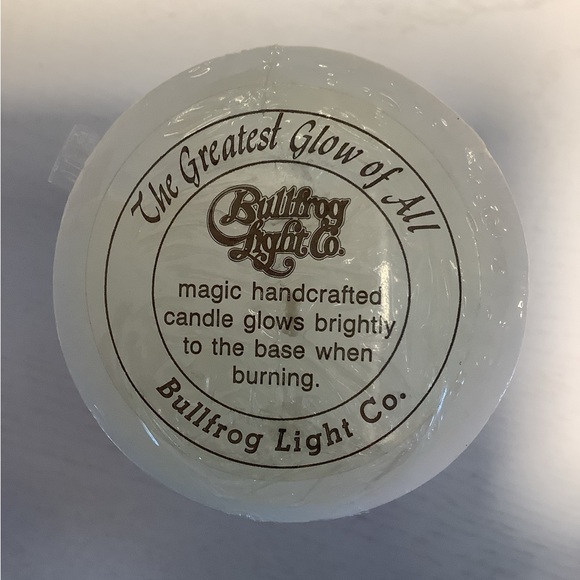 The Greatest Glow of All
Bullfrog
Light Co.
magic handcrafted
candle glows brightly
to the base when
burning.
Bullfrog Light Co.